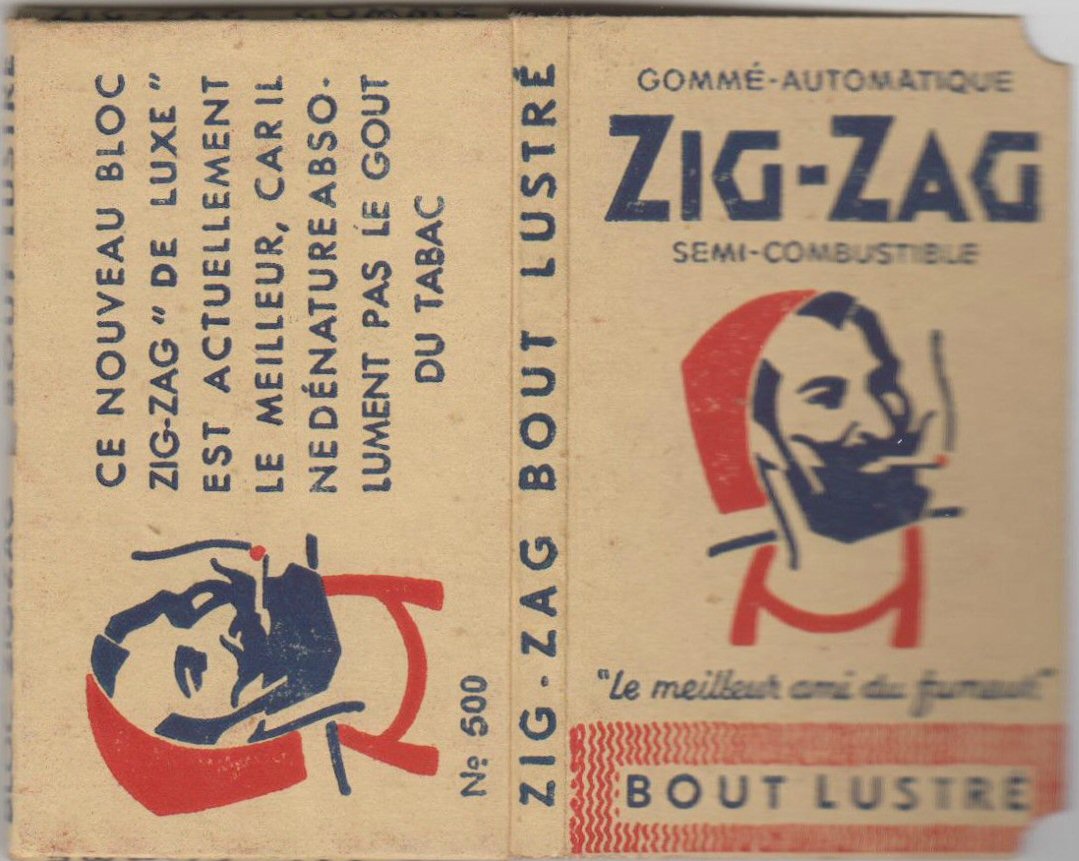 CE NOUVEAU BLOC
ZIG-ZAG" DE LUXE"
EST ACTUELLEMENT
LE MEILLEUR, CAR IL
NE DÉNATURE ABSO-
LUMENT PAS LE GOUT
DU TABAC
Nº 500
ZIG-ZAG BOUT LUSTRÉ
GOMMÉ-AUTOMATIQUE
ZIG-ZAG
SEMI-COMBUSTIBLE
"Le meilleur ami du fumeur"
BOUT LUSTRÉ